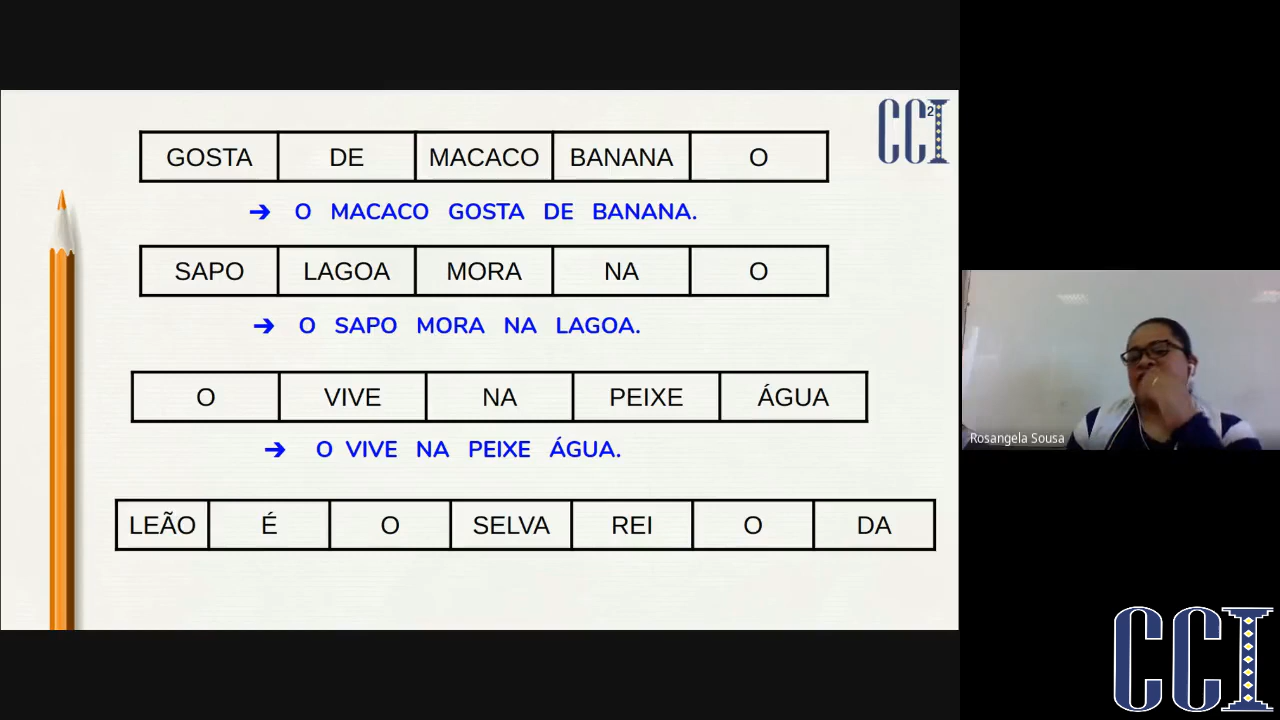 CCI
2
GOSTA DE MACACO BANANA O
➔ O MACACO GOSTA DE BANANA.
SAPO LAGOA MORA NA O
➔ O SAPO MORA NA LAGOA.
O VIVE NA PEIXE ÁGUA
➔ O VIVE NA PEIXE ÁGUA.
LEÃO É O SELVA REI O DA
Rosangela Sousa
CCI